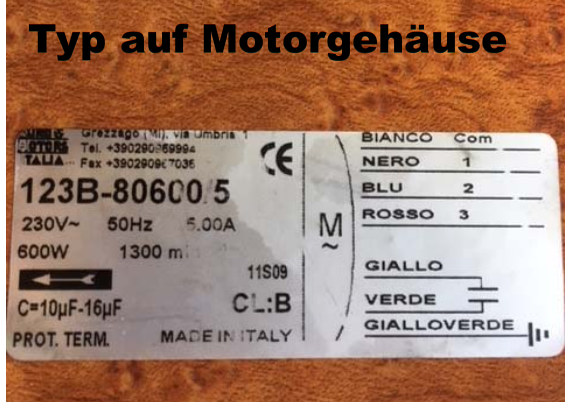 Typ auf Motorgehäuse
Grezzago (MI), via Umbria 1
MOTORS Tel.
ITALIA Fax
123B-80600/5
230V~ 50Hz 5.00A
600W 1300
11S09
C=10µF-16µF CL:B
PROT. TERM. MADE IN ITALY
CE
M
~
BIANCO Com
NERO 1
BLU 2
ROSSO 3
GIALLO
VERDE
GIALLOVERDE